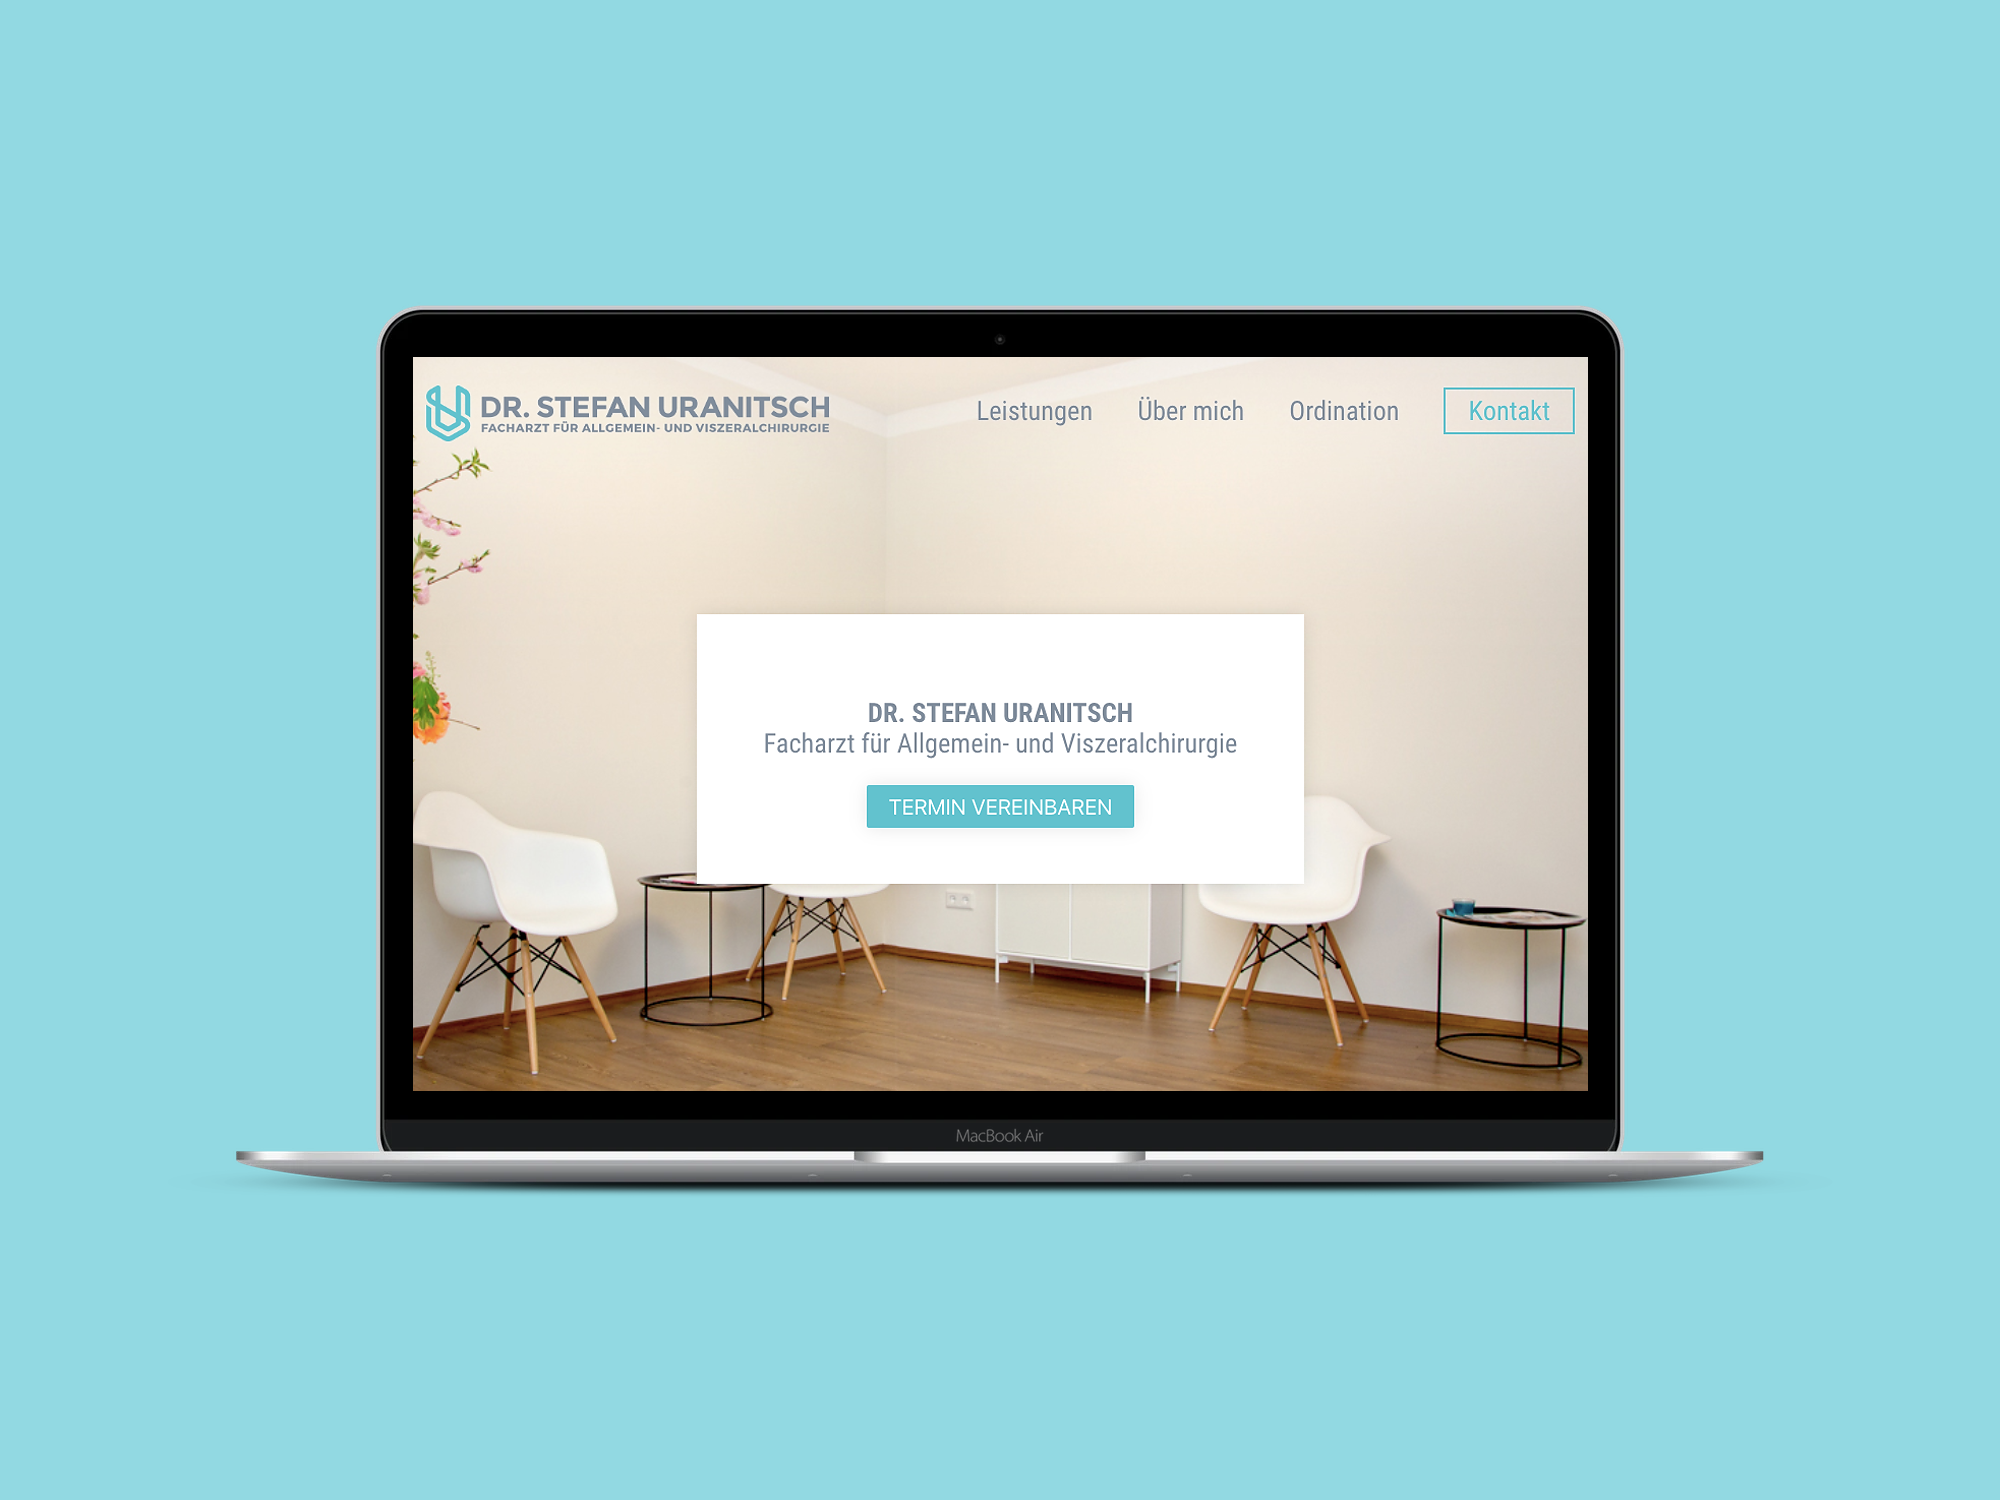 DR. STEFAN URANITSCH
FACHARZT FÜR ALLGEMEIN- UND VISZERALCHIRURGIE
Leistungen Über mich Ordination Kontakt
DR. STEFAN URANITSCH
Facharzt für Allgemein- und Viszeralchirurgie
TERMIN VEREINBAREN
MacBook Air